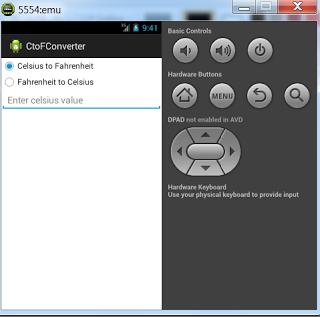 5554:emu
3G 9:41
CtoFConverter
Celsius to Fahrenheit
Fahrenheit to Celsius
Enter celsius value
Basic Controls
MENU
Hardware Buttons
DPAD not enabled in AVD
Hardware Keyboard
Use your physical keyboard to provide input